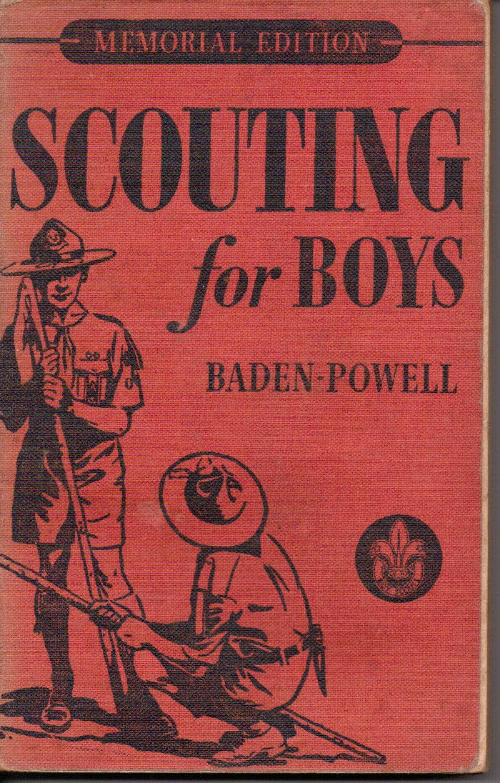 MEMORIAL EDITION
SCOUTING
for BOYS
BADEN-POWELL